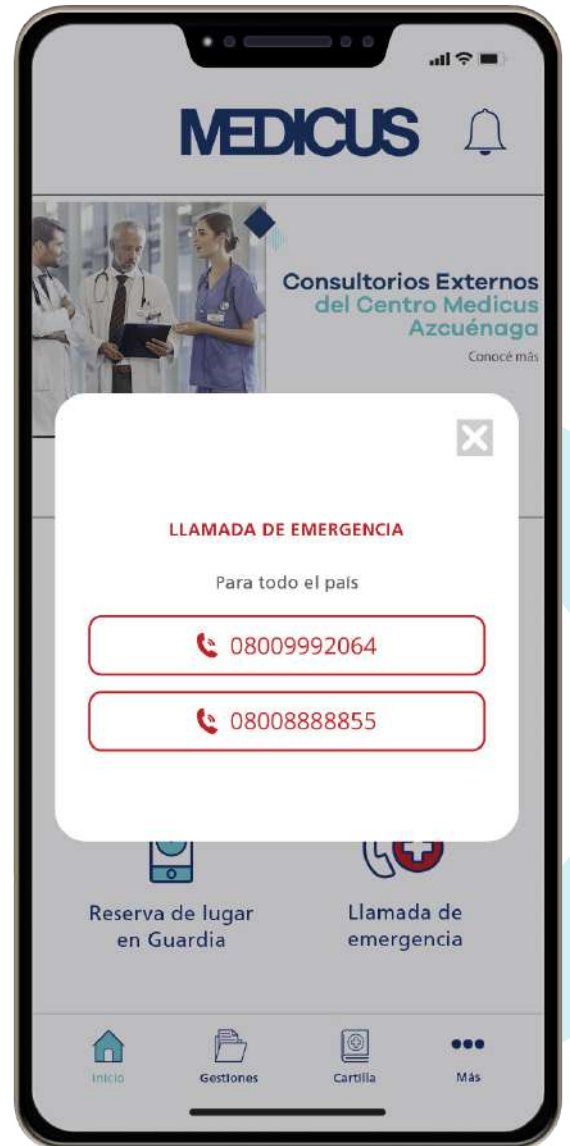 MEDICUS
Consultorios Externos
del Centro Medicus
Azcuénaga
Conocé más
LLAMADA DE EMERGENCIA
Para todo el país
08009992064
08008888855
Reserva de lugar
en Guardia
Llamada de
emergencia
Inicio
Gestiones
Cartilla
Más